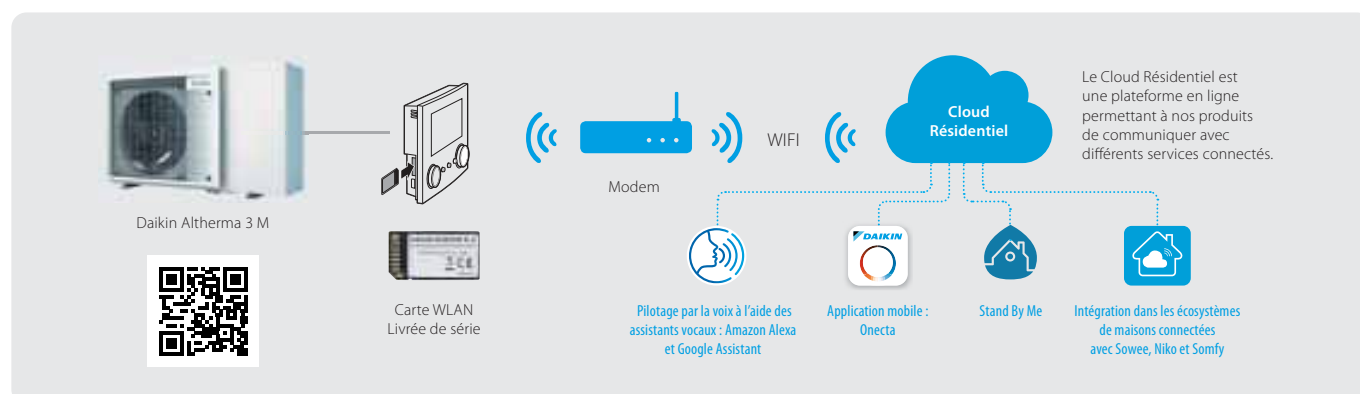 Daikin Altherma 3 M
Carte WLAN
Livrée de série
Modem
WIFI
Cloud
Résidentiel
Le Cloud Résidentiel est
une plateforme en ligne
permettant à nos produits
de communiquer avec
différents services connectés.
Pilotage par la voix à l’aide des
assistants vocaux : Amazon Alexa
et Google Assistant
DAIKIN
Application mobile :
Onecta
Stand By Me
Intégration dans les écosystèmes
de maisons connectées
avec Sowee, Niko et Somfy